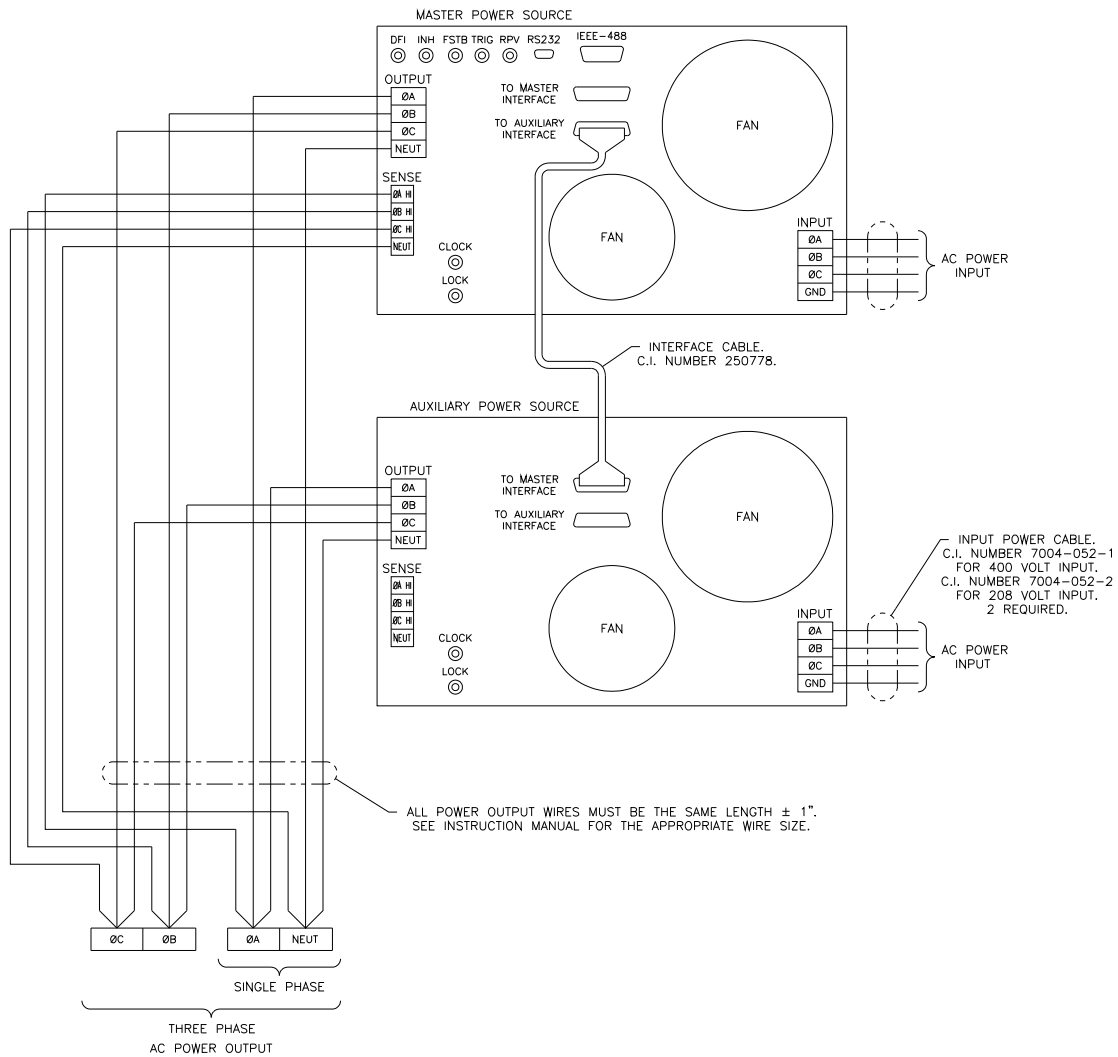 MASTER POWER SOURCE
DFI INH FSTB TRIG RPV RS232 IEEE-488
OUTPUT
ØA
ØB
ØC
NEUT
TO MASTER
INTERFACE
TO AUXILIARY
INTERFACE
FAN
SENSE
ØA HI
ØB HI
ØC HI
NEUT
FAN
CLOCK
LOCK
INPUT
ØA
ØB
ØC
GND
AC POWER
INPUT
INTERFACE CABLE.
C.I. NUMBER 250778.
AUXILIARY POWER SOURCE
OUTPUT
ØA
ØB
ØC
NEUT
TO MASTER
INTERFACE
TO AUXILIARY
INTERFACE
FAN
SENSE
ØA HI
ØB HI
ØC HI
NEUT
FAN
CLOCK
LOCK
INPUT
ØA
ØB
ØC
GND
AC POWER
INPUT
INPUT POWER CABLE.
C.I. NUMBER 7004-052-1
FOR 400 VOLT INPUT.
C.I. NUMBER 7004-052-2
FOR 208 VOLT INPUT.
2 REQUIRED.
ALL POWER OUTPUT WIRES MUST BE THE SAME LENGTH ± 1".
SEE INSTRUCTION MANUAL FOR THE APPROPRIATE WIRE SIZE.
ØC ØB ØA NEUT
SINGLE PHASE
THREE PHASE
AC POWER OUTPUT